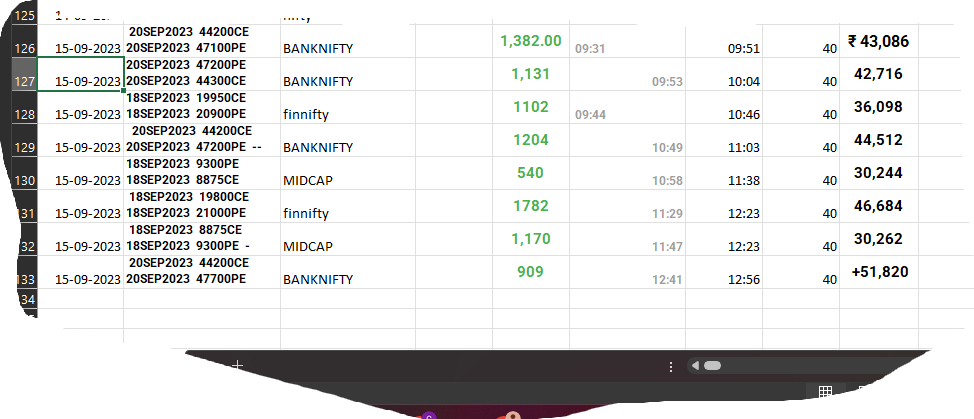 125
20SEP2023 44200CE
126 15-09-2023 20SEP2023 47100PE BANKNIFTY 1,382.00 09:31 09:51 40 ₹ 43,086
20SEP2023 47200PE
127 15-09-2023 20SEP2023 44300CE BANKNIFTY 1,131 09:53 10:04 40 42,716
18SEP2023 19950CE
128 15-09-2023 18SEP2023 20900PE finnifty 1102 09:44 10:46 40 36,098
20SEP2023 44200CE
129 15-09-2023 20SEP2023 47200PE -- BANKNIFTY 1204 10:49 11:03 40 44,512
18SEP2023 9300PE
130 15-09-2023 18SEP2023 8875CE MIDCAP 540 10:58 11:38 40 30,244
18SEP2023 19800CE
31 15-09-2023 18SEP2023 21000PE finnifty 1782 11:29 12:23 40 46,684
18SEP2023 8875CE
32 15-09-2023 18SEP2023 9300PE - MIDCAP 1,170 11:47 12:23 40 30,262
20SEP2023 44200CE
133 15-09-2023 20SEP2023 47700PE BANKNIFTY 909 12:41 12:56 40 +51,820
34